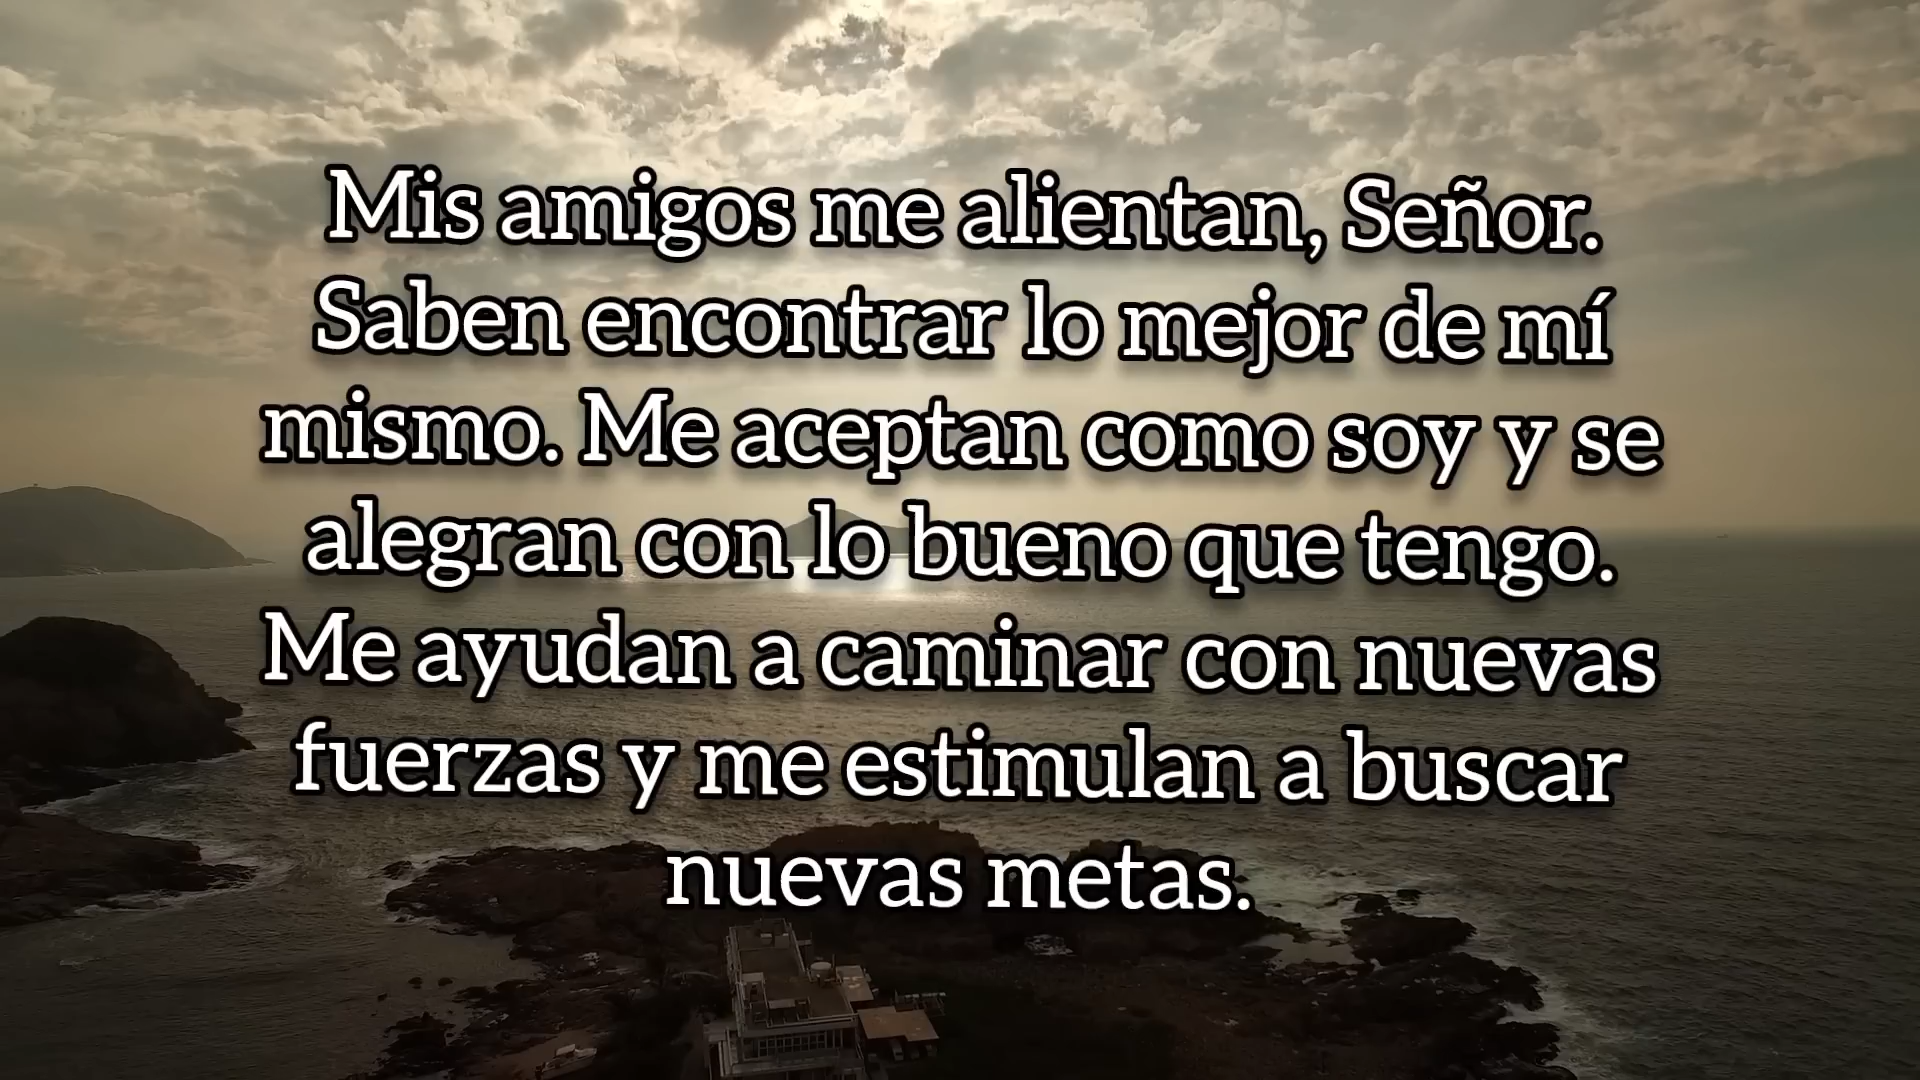 Mis amigos me alientan, Señor.
Saben encontrar lo mejor de mí
mismo. Me aceptan como soy y se
alegran con lo bueno que tengo.
Me ayudan a caminar con nuevas
fuerzas y me estimulan a buscar
nuevas metas.